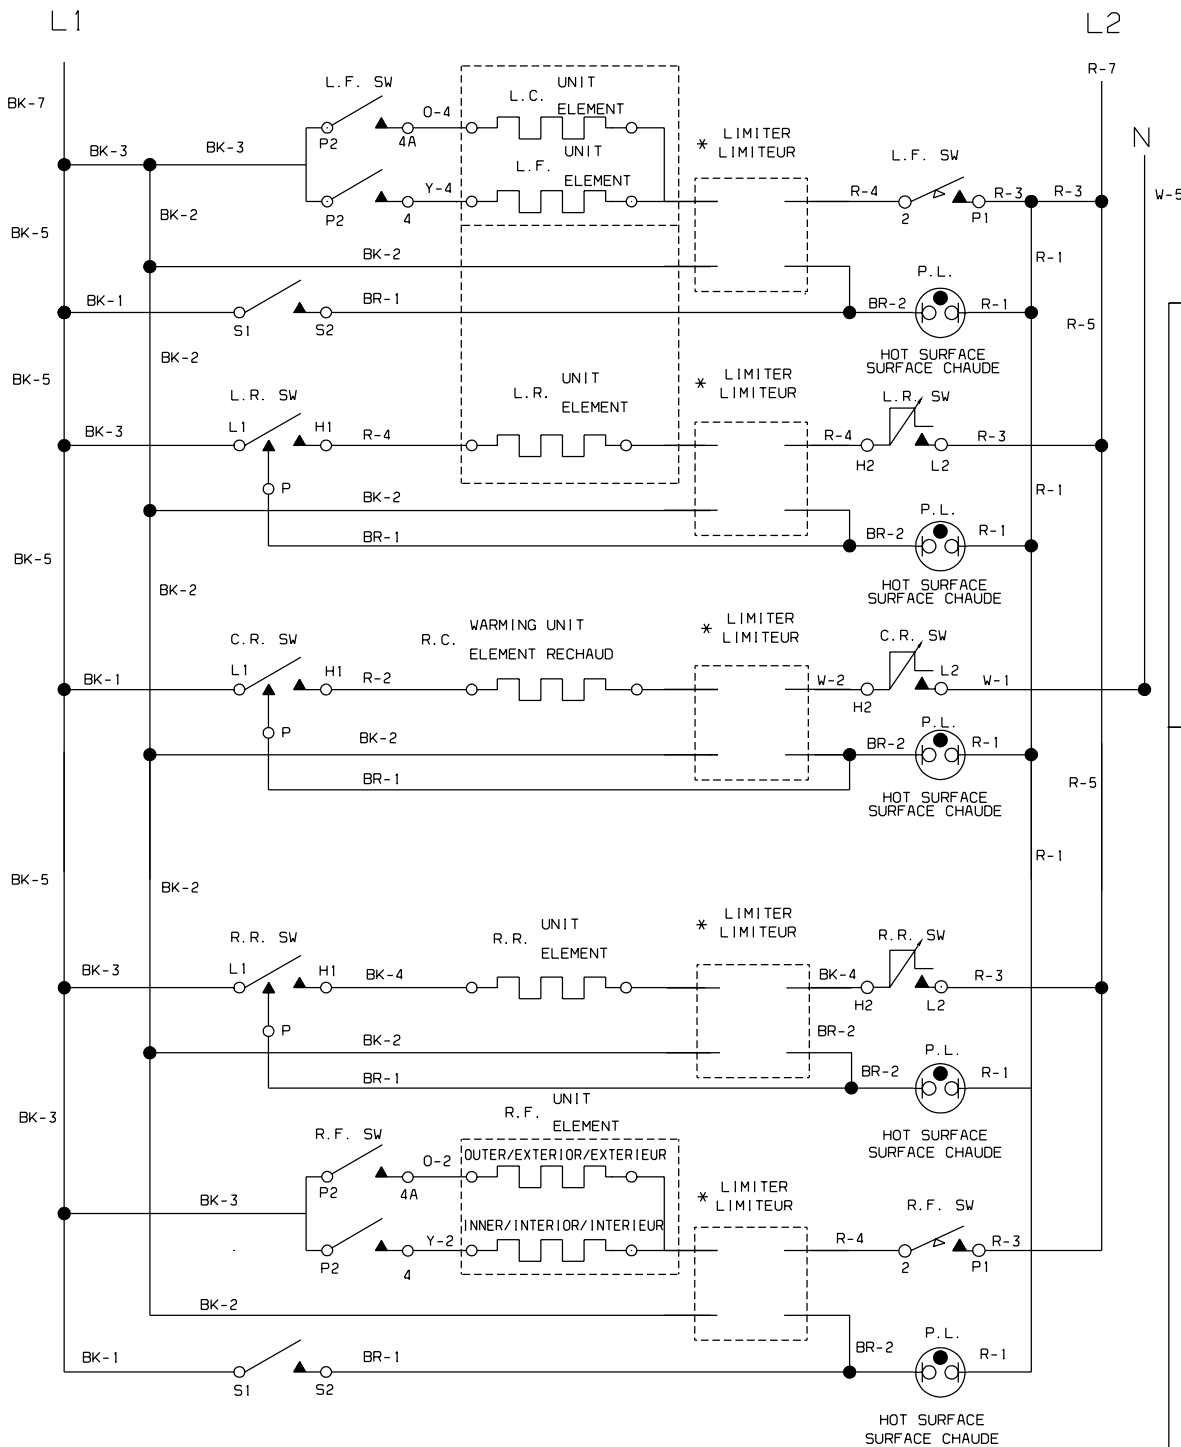 L1
L2
R-7
BK-7
L.F. SW
UNIT
L.C.
ELEMENT
O-4
P2
4A
* LIMITER
LIMITEUR
N
BK-3
BK-3
UNIT
L.F.
ELEMENT
L.F. SW
Y-4
R-4
R-3
R-3
W-5
P2
4
2
P1
BK-2
BK-5
BK-2
R-1
P.L.
BK-1
BR-1
BR-2
R-1
S1
S2
R-5
HOT SURFACE
SURFACE CHAUDE
BK-2
BK-5
UNIT
L.R.
ELEMENT
* LIMITER
LIMITEUR
L.R. SW
L.R. SW
L1
H1
BK-3
R-4
R-4
R-3
H2
L2
P
BK-2
R-1
P.L.
BR-1
BR-2
R-1
BK-5
HOT SURFACE
SURFACE CHAUDE
BK-2
WARMING UNIT
R.C.
ELEMENT RECHAUD
* LIMITER
LIMITEUR
C.R. SW
C.R. SW
L1
H1
L2
BK-1
R-2
W-2
W-1
H2
P
BK-2
P.L.
BR-2
R-1
BR-1
R-5
HOT SURFACE
SURFACE CHAUDE
R-1
BK-5
BK-2
UNIT
R.R.
ELEMENT
* LIMITER
LIMITEUR
R.R. SW
R.R. SW
L1
H1
BK-3
BK-4
BK-4
R-3
H2
L2
P
BK-2
BR-2
P.L.
BR-1
BR-2
R-1
UNIT
R.F.
ELEMENT
BK-3
HOT SURFACE
SURFACE CHAUDE
R.F. SW
O-2
OUTER/EXTERIOR/EXTERIEUR
P2
4A
* LIMITER
LIMITEUR
BK-3
R.F. SW
INNER/INTERIOR/INTERIEUR
Y-2
R-4
R-3
P2
4
2
P1
BK-2
P.L.
BK-1
BR-1
BR-2
R-1
S1
S2
HOT SURFACE
SURFACE CHAUDE